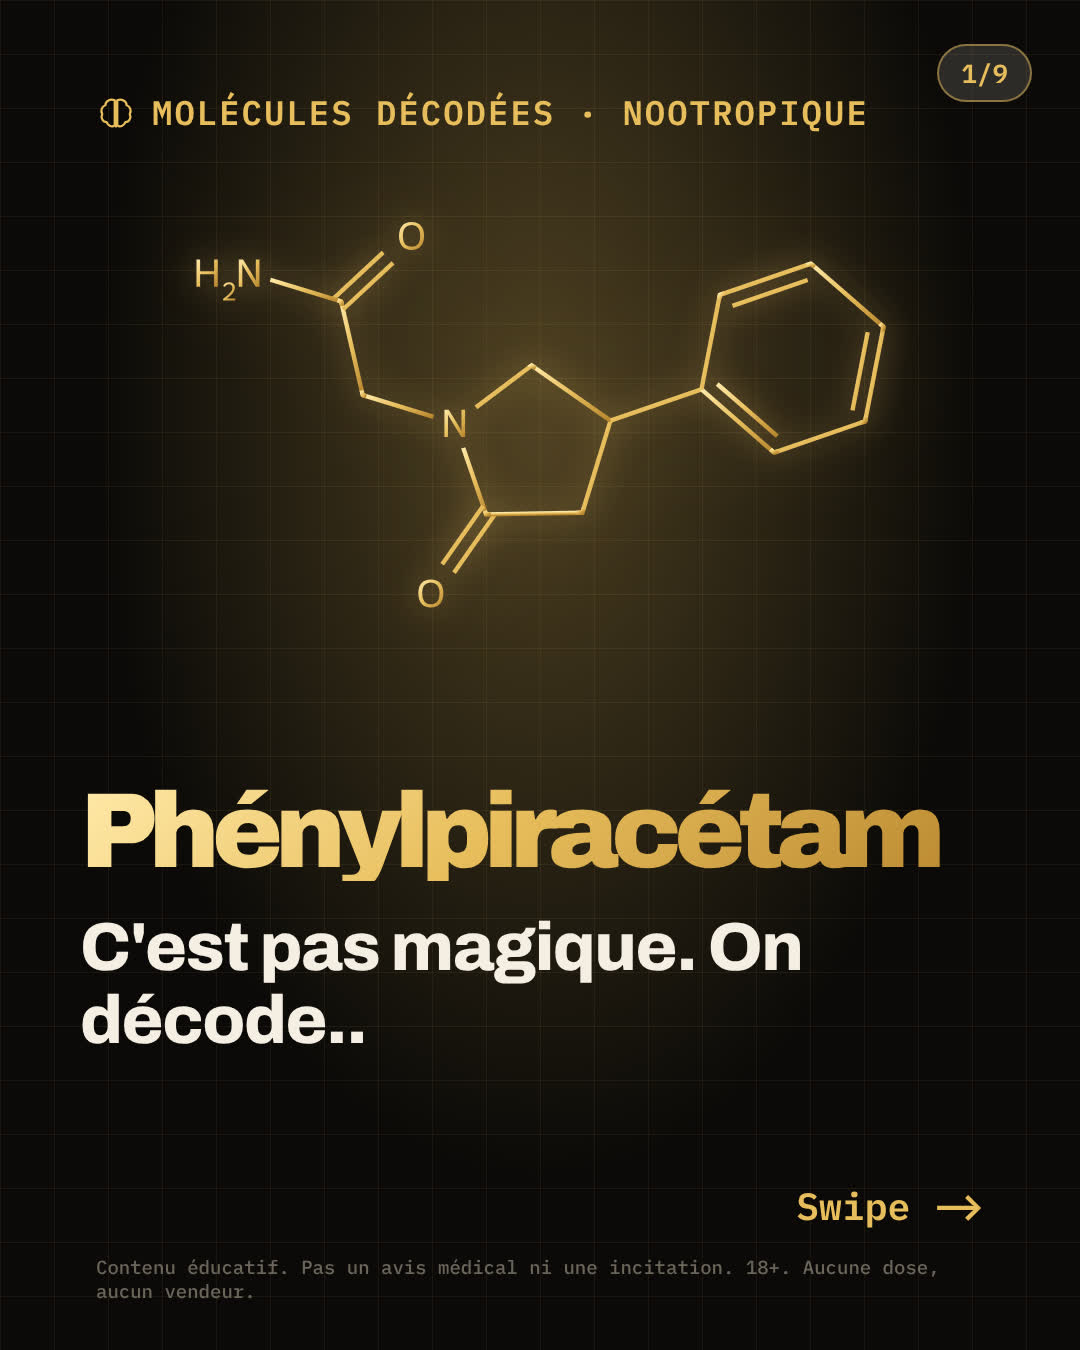 1/9
MOLÉCULES DÉCODÉES · NOOTROPIQUE
O
H₂N
N
O
Phénylpiracétam
C'est pas magique. On
décode..
Swipe →
Contenu éducatif. Pas un avis médical ni une incitation. 18+. Aucune dose,
aucun vendeur.